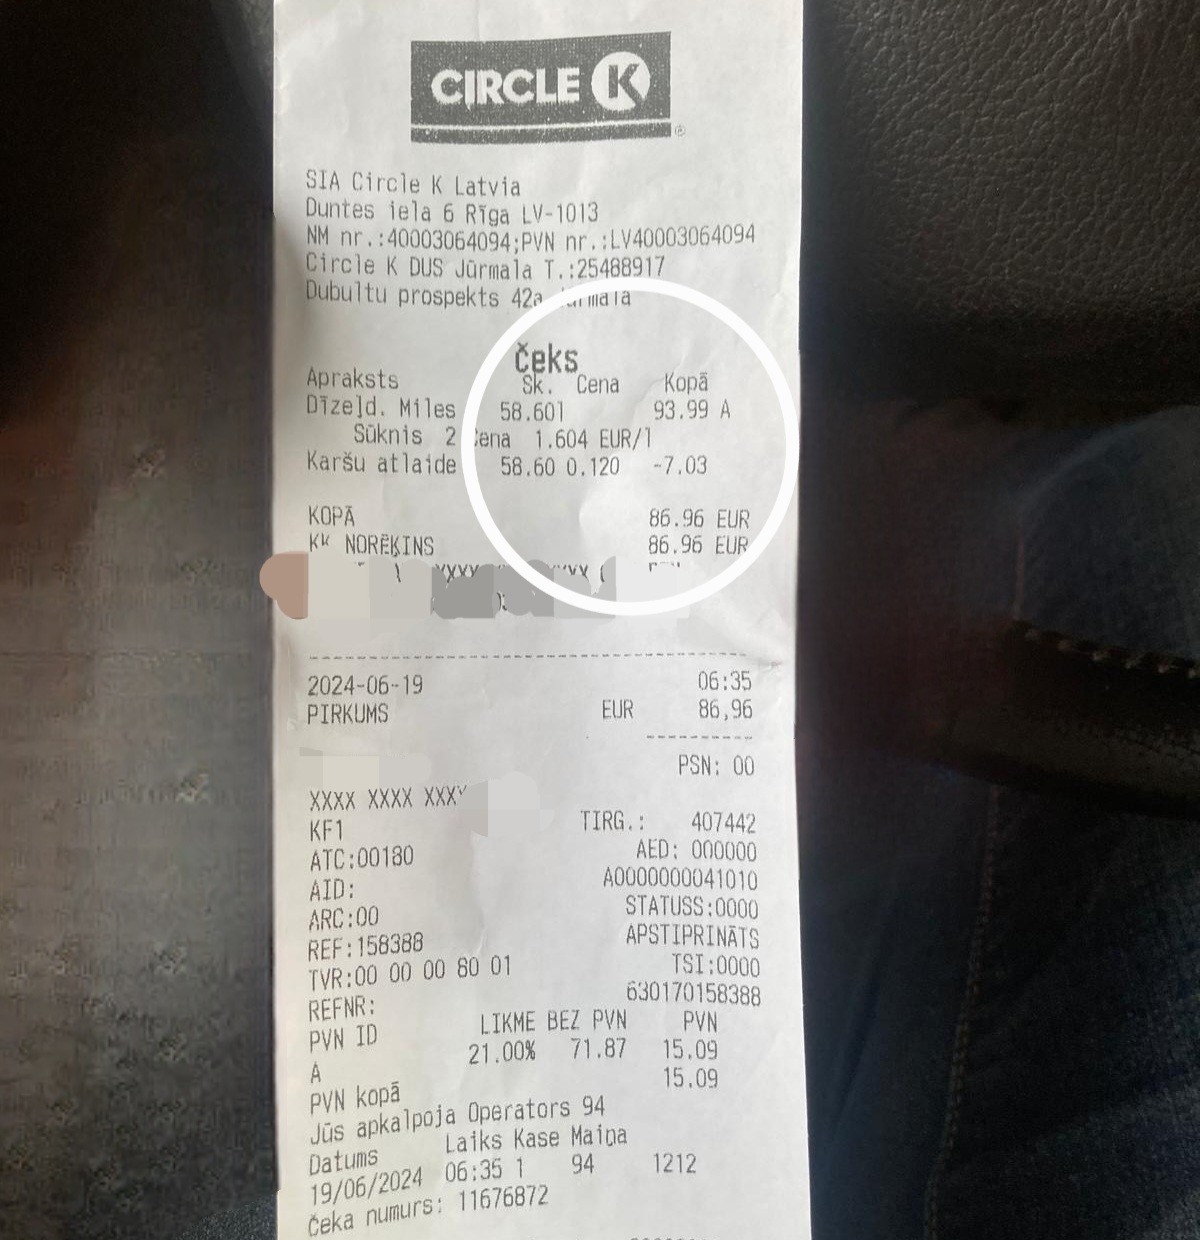 CIRCLE K
®
SIA Circle K Latvia
Duntes iela 6 Rīga LV-1013
NM nr.:40003064094;PVN nr.:LV40003064094
Circle K DUS Jūrmala T.:25488917
Dubultu prospekts 42a
Čeks
Apraksts Sk. Cena Kopā
Dīzeļd. Miles 58.60l 93.99 A
Sūknis 2 Cena 1.604 EUR/l
Karšu atlaide 58.60 0.120 -7.03
KOPĀ 86.96 EUR
NORĒĶINS 86.96 EUR
2024-06-19 06:35
PIRKUMS EUR 86,96
PSN: 00
XXXX XXXX
KF1 TIRG.: 407442
ATC:00180 AED: 000000
AID: A0000000041010
ARC:00 STATUSS:0000
REF:158388 APSTIPRINĀTS
TVR:00 00 00 80 01 TSI:0000
REFNR: 630170158388
PVN ID LIKME BEZ PVN PVN
A 21.00% 71.87 15.09
PVN kopā 15.09
Jūs apkalpoja Operators 94
Datums Laiks Kase Maiņa
19/06/2024 06:35 1 94 1212
Čeka numurs: 11676872